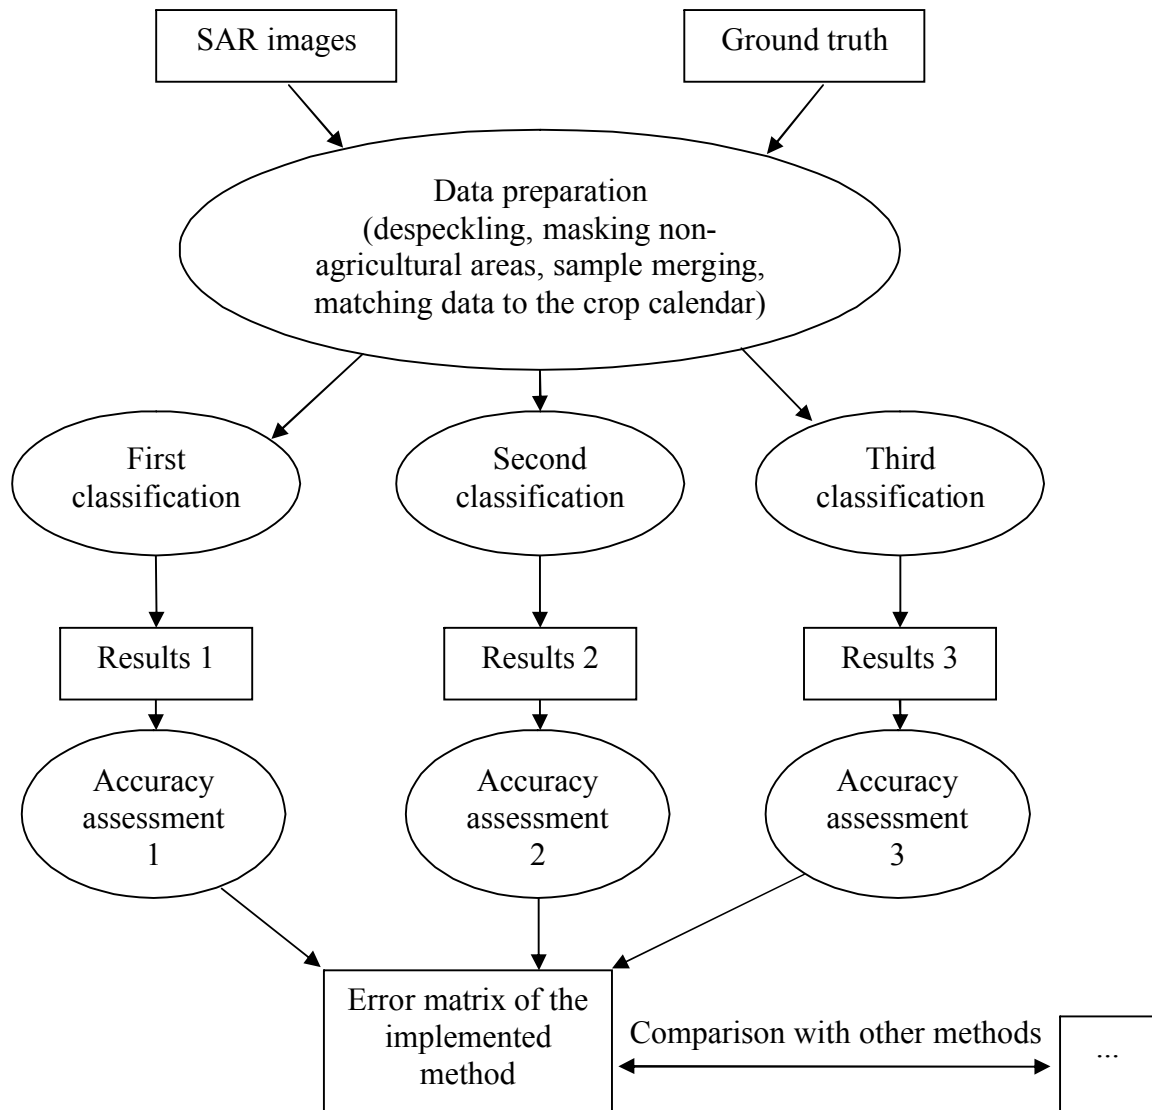 SAR images
Ground truth
Data preparation
(despeckling, masking non-
agricultural areas, sample merging,
matching data to the crop calendar)
First
classification
Second
classification
Third
classification
Results 1
Results 2
Results 3
Accuracy
assessment
1
Accuracy
assessment
2
Accuracy
assessment
3
Error matrix of the
implemented
method
Comparison with other methods
...